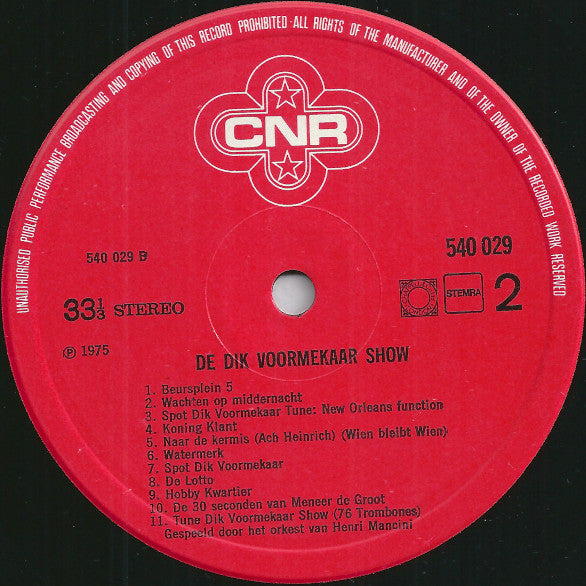 UNAUTHORISED PUBLIC PERFORMANCE BROADCASTING AND COPYING OF THIS RECORD PROHIBITED · ALL RIGHTS OF THE MANUFACTURER AND OF THE OWNER OF THE RECORDED WORK RESERVED
CNR
540 029 B
540 029
33⅓ STEREO
STEMRA
2
Ⓟ 1975
DE DIK VOORMEKAAR SHOW
1. Beursplein 5
2. Wachten op middernacht
3. Spot Dik Voormekaar Tune: New Orleans function
4. Koning Klant
5. Naar de kermis (Ach Heinrich) (Wien bleibt Wien)
6. Watermerk
7. Spot Dik Voormekaar
8. De Lotto
9. Hobby Kwartier
10. De 30 seconden van Meneer de Groot
11. Tune Dik Voormekaar Show (76 Trombones)
Gespeeld door het orkest van Henri Mancini